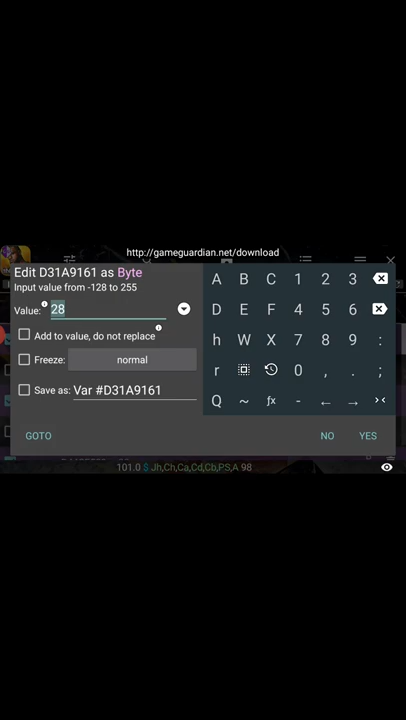 http://gameguardian.net/download
Edit D31A9161 as Byte
Input value from -128 to 255
Value: 28
Add to value, do not replace
Freeze: normal
Save as: Var #D31A9161
GOTO NO YES
A B C 1 2 3
D E F 4 5 6
h W X 7 8 9 :
r 0 , . ;
Q ~ ƒx - ← → ><
101.0 $ Jh,Ch,Ca,Cd,Cb,PS,A 98